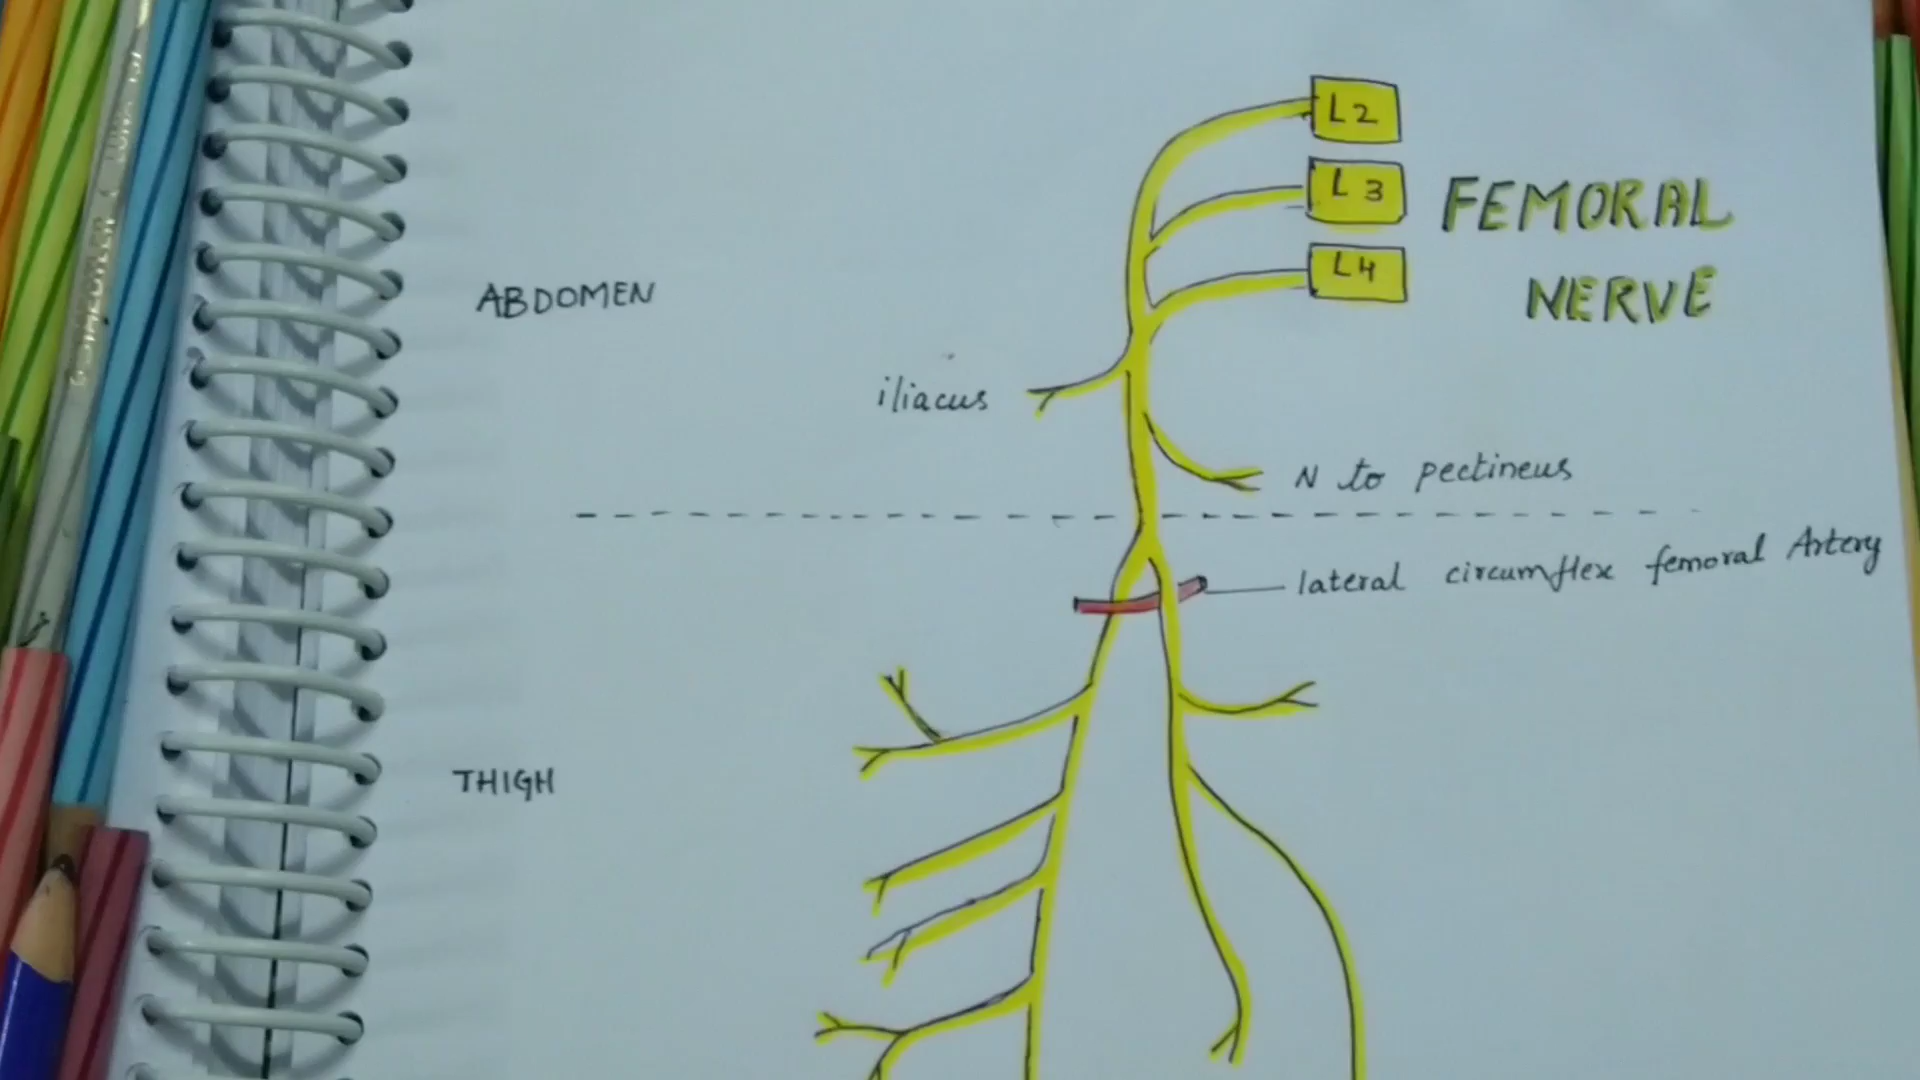 L2
L3
L4
FEMORAL
NERVE
ABDOMEN
iliacus
N to pectineus
lateral circumflex femoral Artery
THIGH